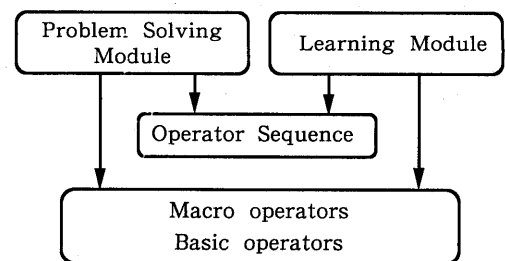 Problem Solving
Module
Learning Module
Operator Sequence
Macro operators
Basic operators